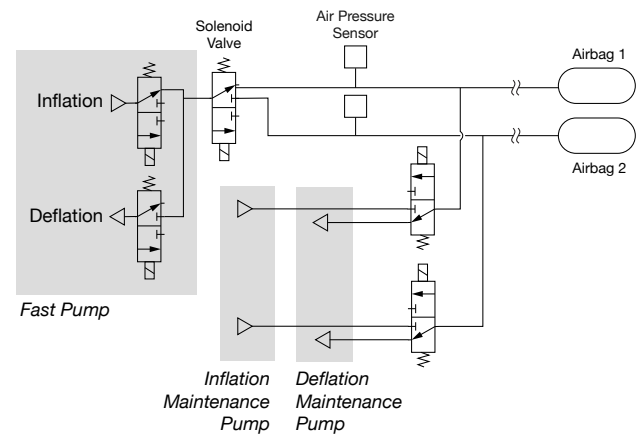 Air Pressure
Sensor
Solenoid
Valve
Airbag 1
Inflation
Airbag 2
Deflation
Fast Pump
Inflation
Maintenance
Pump
Deflation
Maintenance
Pump